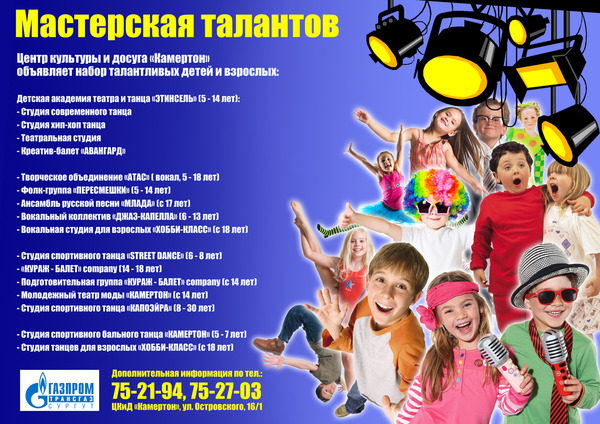 Мастерская талантов
Центр культуры и досуга «Камертон»
объявляет набор талантливых детей и взрослых:
Детская академия театра и танца «ЭТИНСЕЛЬ» (5 - 14 лет):
- Студия современного танца
- Студия хип-хоп танца
- Театральная студия
- Креатив-балет «АВАНГАРД»
- Творческое объединение «АТАС» ( вокал, 5 - 18 лет)
- Фолк-группа «ПЕРЕСМЕШКИ» (5 - 14 лет)
- Ансамбль русской песни «МЛАДА» (с 17 лет)
- Вокальный коллектив «ДЖАЗ-КАПЕЛЛА» (6 - 13 лет)
- Вокальная студия для взрослых «ХОББИ-КЛАСС» (с 18 лет)
- Студия спортивного танца «STREET DANCE» (6 - 8 лет)
- «КУРАЖ - БАЛЕТ» company (14 - 18 лет)
- Подготовительная группа «КУРАЖ - БАЛЕТ» company (с 14 лет)
- Молодежный театр моды «КАМЕРТОН» (с 14 лет)
- Студия спортивного танца «КАПОЭЙРА» (8 - 30 лет)
- Студия спортивного бального танца «КАМЕРТОН» (5 - 7 лет)
- Студия танцев для взрослых «ХОББИ-КЛАСС» (с 18 лет)
Дополнительная информация по тел.:
75-21-94, 75-27-03
ЦКиД «Камертон», ул. Островского, 16/1
ГАЗПРОМ
ТРАНСГАЗ
СУРГУТ